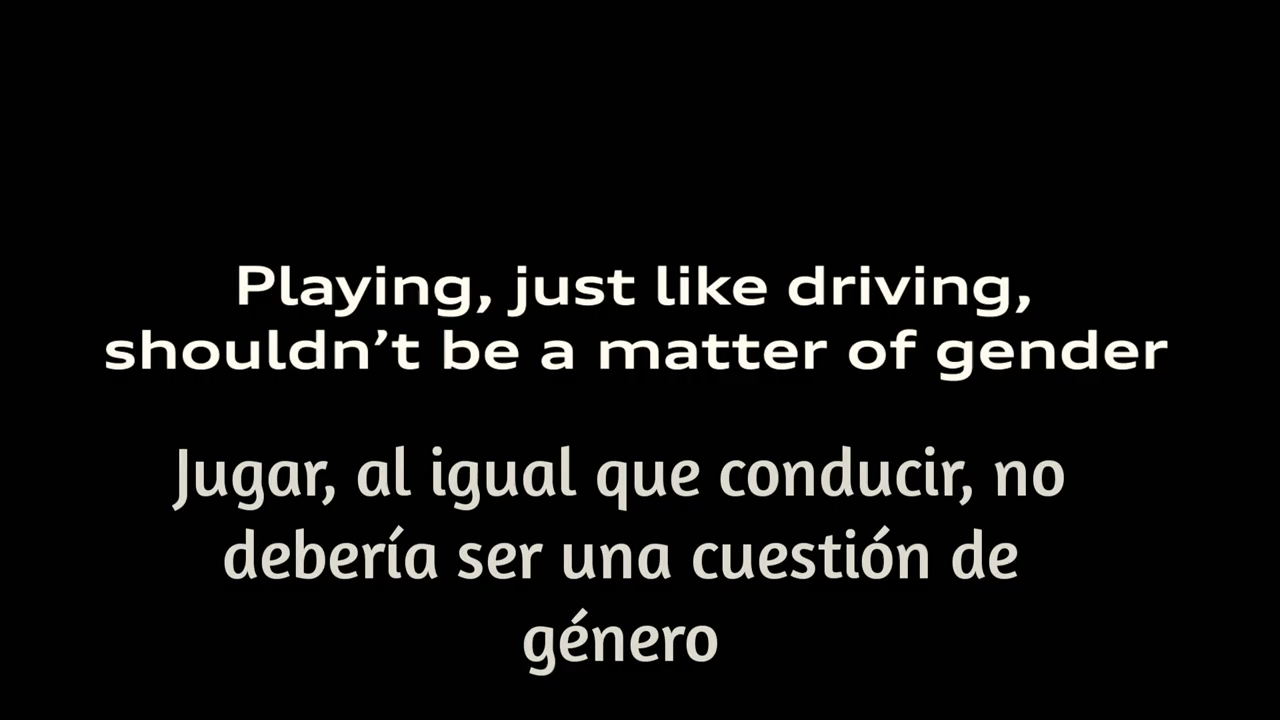 Playing, just like driving,
shouldn’t be a matter of gender
Jugar, al igual que conducir, no
debería ser una cuestión de
género